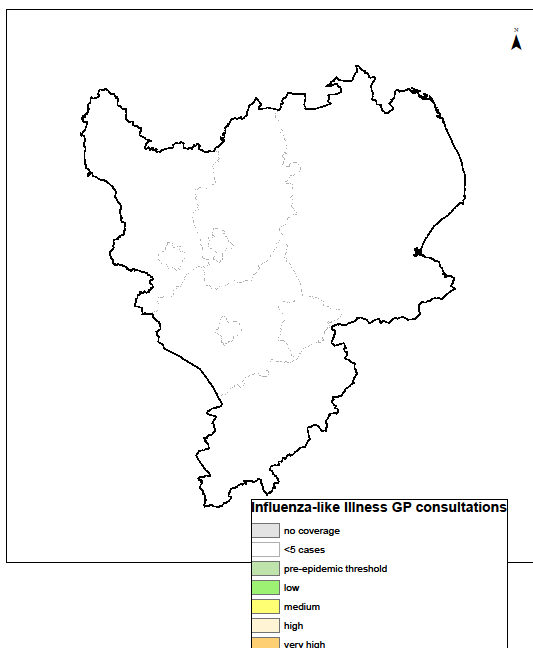 N
Influenza-like Illness GP consultations
no coverage
<5 cases
pre-epidemic threshold
low
medium
high
very high